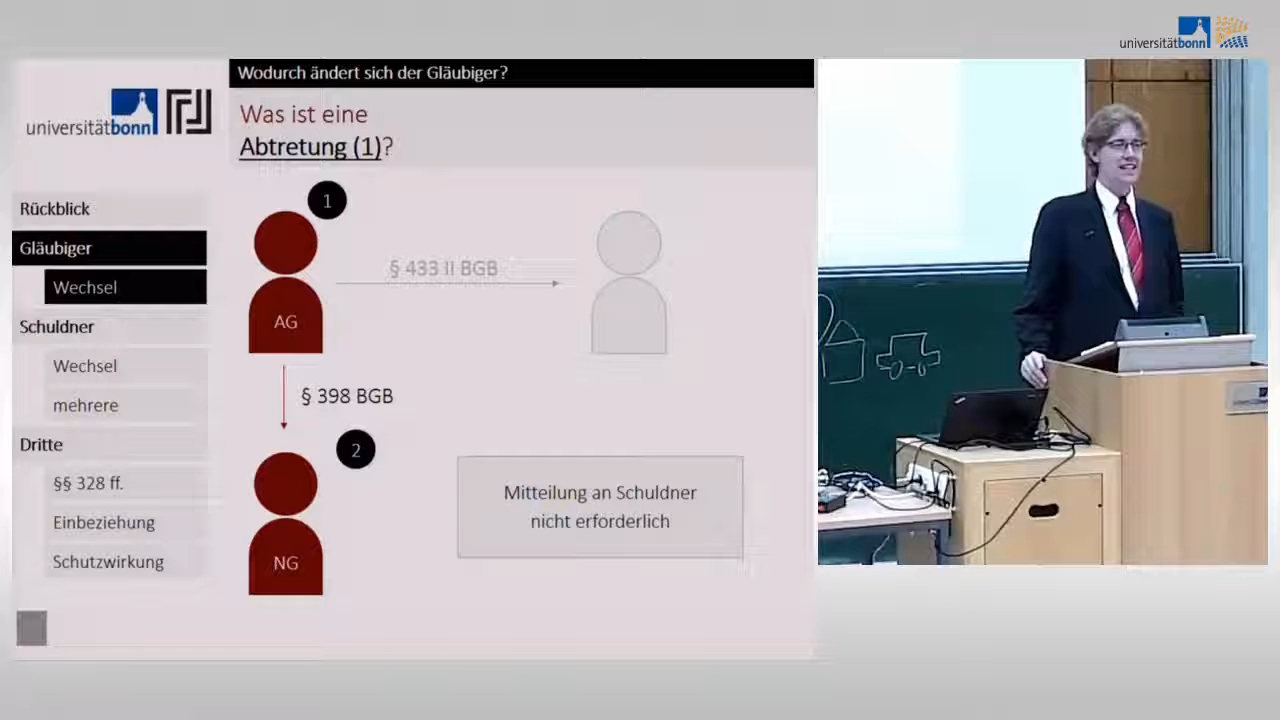 universitätbonn
Wodurch ändert sich der Gläubiger?
universitätbonn
Was ist eine
Abtretung (1)?
Rückblick
Gläubiger
Wechsel
Schuldner
Wechsel
mehrere
Dritte
§§ 328 ff.
Einbeziehung
Schutzwirkung
1
§ 433 II BGB
AG
§ 398 BGB
2
NG
Mitteilung an Schuldner
nicht erforderlich